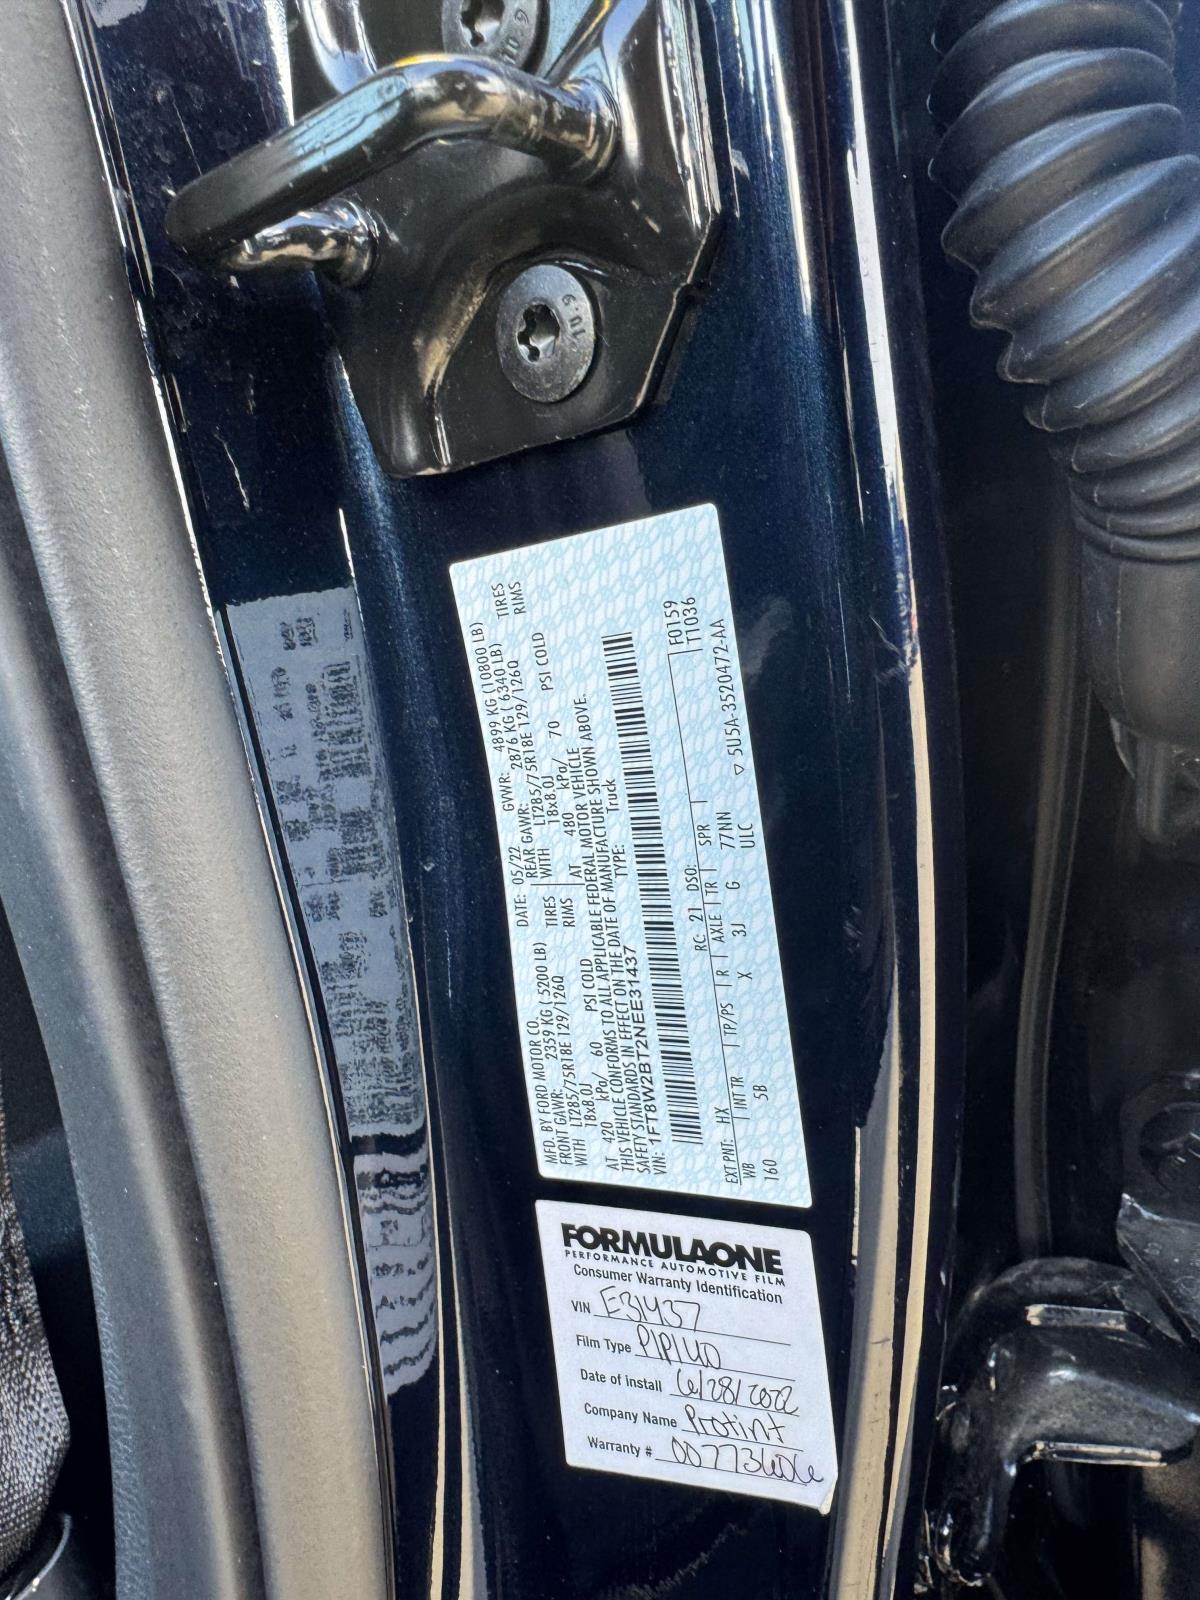 10.9
10.9
MFD. BY FORD MOTOR CO.
DATE: 05/22 GVWR: 4899 KG (10800 LB)
FRONT GAWR: 2359 KG ( 5200 LB) REAR GAWR: 2876 KG ( 6340 LB)
WITH LT285/75R18E 129/126Q TIRES WITH LT285/75R18E 129/126Q TIRES
18x8.0J RIMS 18x8.0J RIMS
AT 420 kPa/ 60 PSI COLD AT 480 kPa/ 70 PSI COLD
THIS VEHICLE CONFORMS TO ALL APPLICABLE FEDERAL MOTOR VEHICLE
SAFETY STANDARDS IN EFFECT ON THE DATE OF MANUFACTURE SHOWN ABOVE.
VIN: 1FT8W2BT2NEE31437 TYPE: Truck
F0159
T1036
EXT PNT: HX RC: 21 DSO:
WB INT TR TP/PS R AXLE TR SPR
160 5B X 3J G 77NN
ULC
▽ 5U5A-3520472-AA
FORMULAONE
PERFORMANCE AUTOMOTIVE FILM
Consumer Warranty Identification
VIN E31437
Film Type P1P140
Date of install 6/28/2022
Company Name Protint
Warranty # 00773606